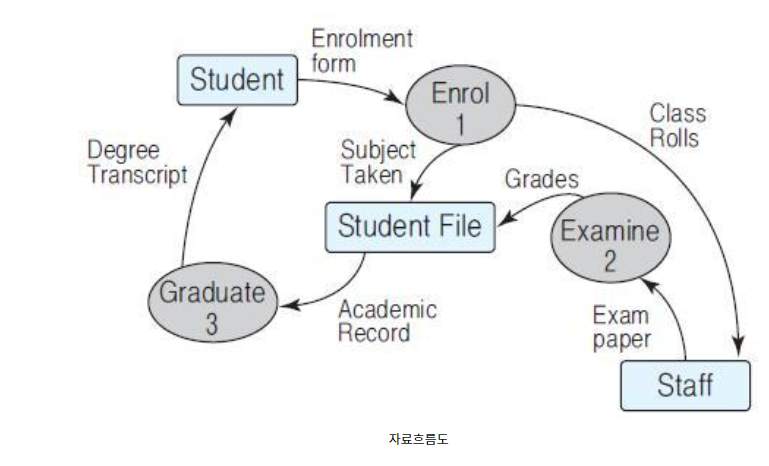 Enrolment
form
Student
Enrol
1
Class
Rolls
Degree
Transcript
Subject
Taken
Grades
Student File
Examine
2
Graduate
3
Academic
Record
Exam
paper
Staff
자료흐름도